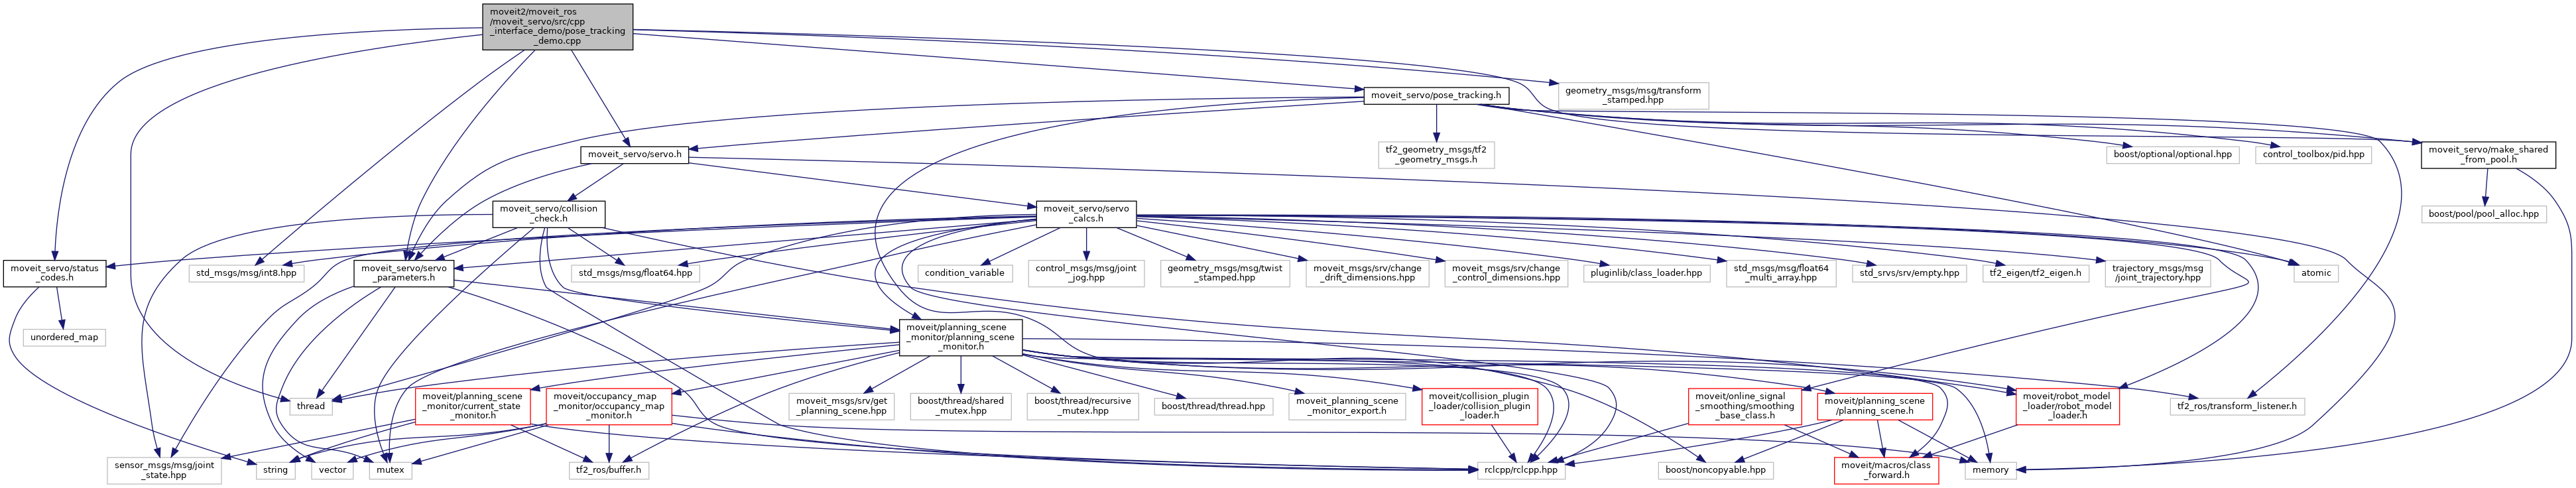 moveit2/moveit_ros
/moveit_servo/src/cpp
_interface_demo/pose_tracking
_demo.cpp
geometry_msgs/msg/transform
_stamped.hpp
moveit_servo/pose_tracking.h
moveit_servo/servo.h
tf2_geometry_msgs/tf2
_geometry_msgs.h
boost/optional/optional.hpp
control_toolbox/pid.hpp
moveit_servo/make_shared
_from_pool.h
moveit_servo/collision
_check.h
moveit_servo/servo
_calcs.h
boost/pool/pool_alloc.hpp
moveit_servo/status
_codes.h
std_msgs/msg/int8.hpp
moveit_servo/servo
_parameters.h
std_msgs/msg/float64.hpp
condition_variable
control_msgs/msg/joint
_jog.hpp
geometry_msgs/msg/twist
_stamped.hpp
moveit_msgs/srv/change
_drift_dimensions.hpp
moveit_msgs/srv/change
_control_dimensions.hpp
pluginlib/class_loader.hpp
std_msgs/msg/float64
_multi_array.hpp
std_srvs/srv/empty.hpp
tf2_eigen/tf2_eigen.h
trajectory_msgs/msg
/joint_trajectory.hpp
atomic
unordered_map
moveit/planning_scene
_monitor/planning_scene
_monitor.h
thread
moveit/planning_scene
_monitor/current_state
_monitor.h
moveit/occupancy_map
_monitor/occupancy_map
_monitor.h
moveit_msgs/srv/get
_planning_scene.hpp
boost/thread/shared
_mutex.hpp
boost/thread/recursive
_mutex.hpp
boost/thread/thread.hpp
moveit_planning_scene
_monitor_export.h
moveit/collision_plugin
_loader/collision_plugin
_loader.h
moveit/online_signal
_smoothing/smoothing
_base_class.h
moveit/planning_scene
/planning_scene.h
moveit/robot_model
_loader/robot_model
_loader.h
tf2_ros/transform_listener.h
sensor_msgs/msg/joint
_state.hpp
string
vector
mutex
tf2_ros/buffer.h
rclcpp/rclcpp.hpp
boost/noncopyable.hpp
moveit/macros/class
_forward.h
memory